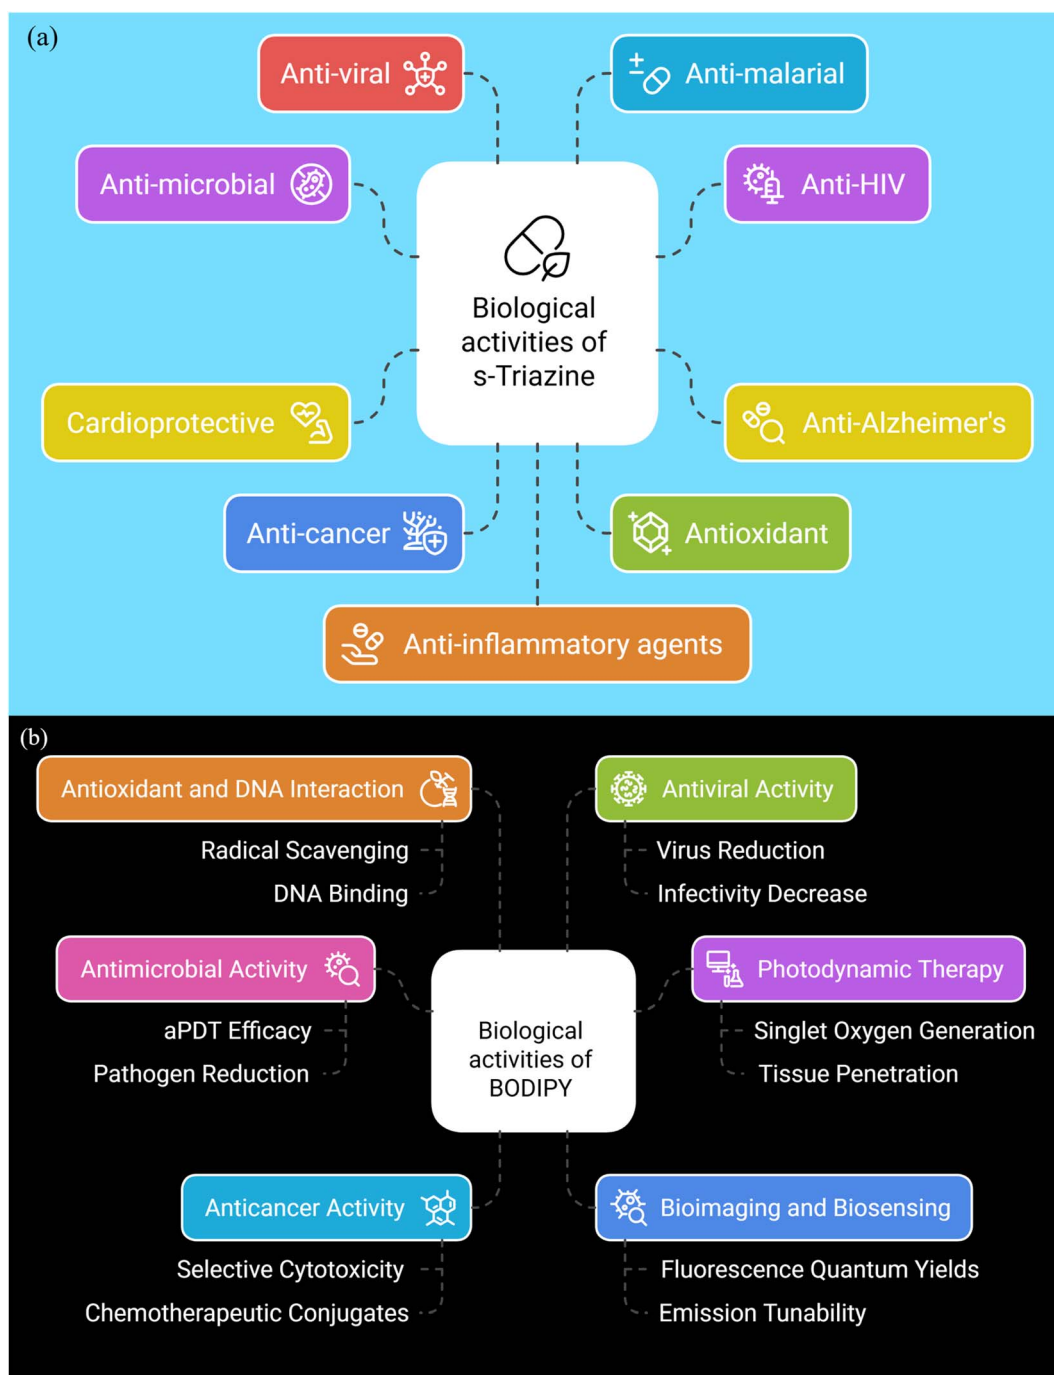 (a)
Anti-viral
Anti-malarial
Anti-microbial
Anti-HIV
Biological
activities of
s-Triazine
Cardioprotective
Anti-Alzheimer's
Anti-cancer
Antioxidant
Anti-inflammatory agents
(b)
Antioxidant and DNA Interaction
Radical Scavenging
DNA Binding
Antiviral Activity
Virus Reduction
Infectivity Decrease
Antimicrobial Activity
aPDT Efficacy
Pathogen Reduction
Photodynamic Therapy
Singlet Oxygen Generation
Tissue Penetration
Biological
activities of
BODIPY
Anticancer Activity
Selective Cytotoxicity
Chemotherapeutic Conjugates
Bioimaging and Biosensing
Fluorescence Quantum Yields
Emission Tunability